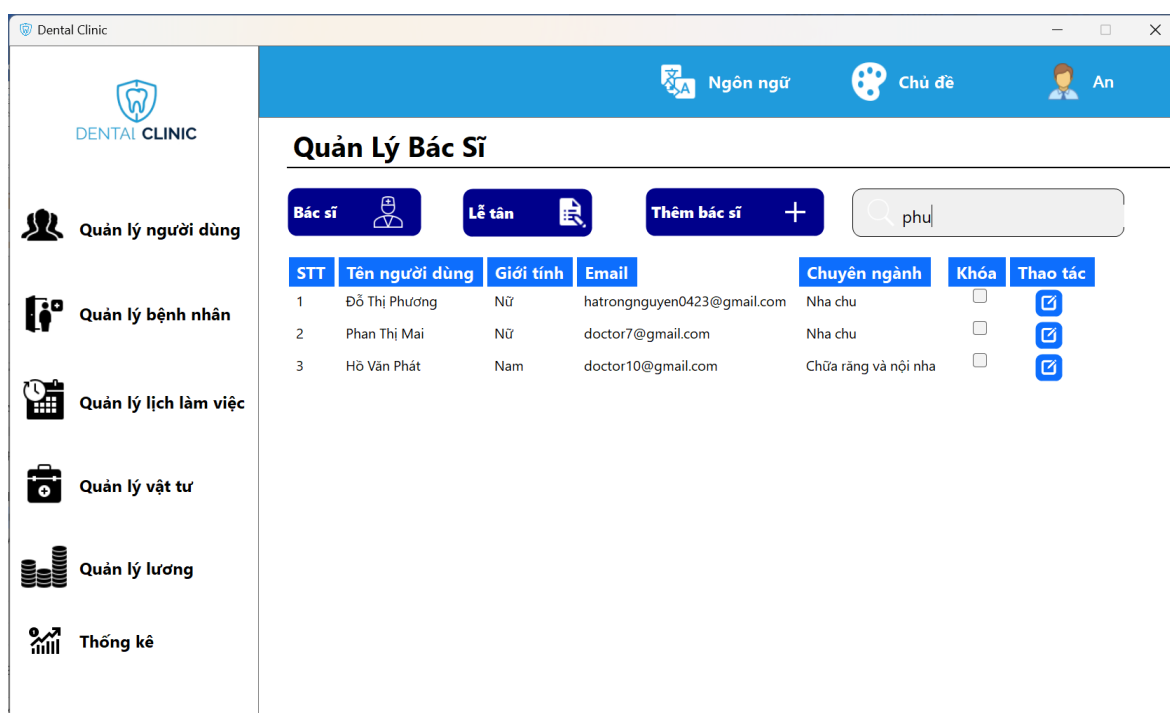 Dental Clinic
Ngôn ngữ Chủ đề An
DENTAL CLINIC
Quản Lý Bác Sĩ
Bác sĩ Lễ tân Thêm bác sĩ phu
Quản lý người dùng
Quản lý bệnh nhân
Quản lý lịch làm việc
Quản lý vật tư
Quản lý lương
Thống kê
STT Tên người dùng Giới tính Email Chuyên ngành Khóa Thao tác
1 Đỗ Thị Phương Nữ hatrongnguyen0423@gmail.com Nha chu
2 Phan Thị Mai Nữ doctor7@gmail.com Nha chu
3 Hồ Văn Phát Nam doctor10@gmail.com Chữa răng và nội nha